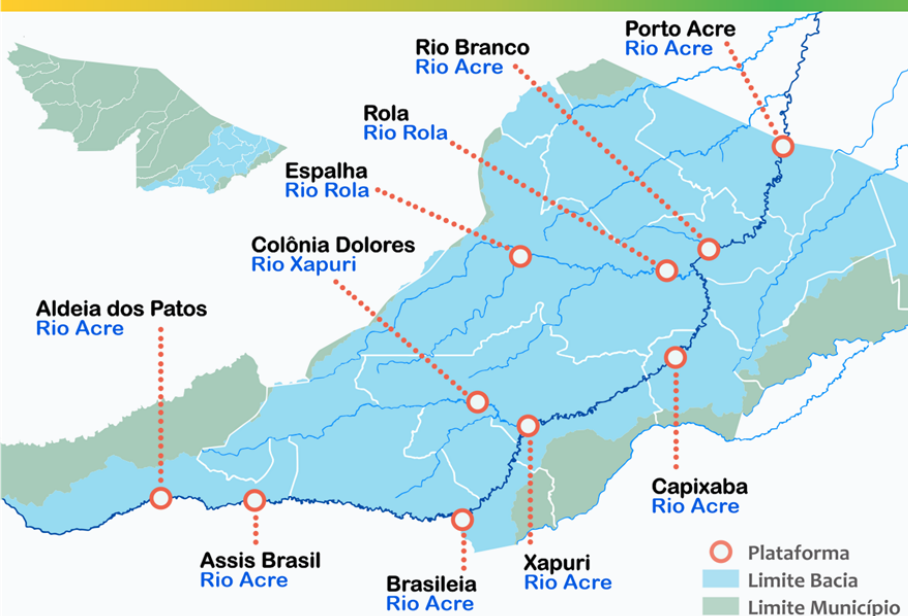 Porto Acre
Rio Acre
Rio Branco
Rio Acre
Rola
Rio Rola
Espalha
Rio Rola
Colônia Dolores
Rio Xapuri
Aldeia dos Patos
Rio Acre
Capixaba
Rio Acre
Assis Brasil
Rio Acre
Xapuri
Rio Acre
Brasileia
Rio Acre
Plataforma
Limite Bacia
Limite Município